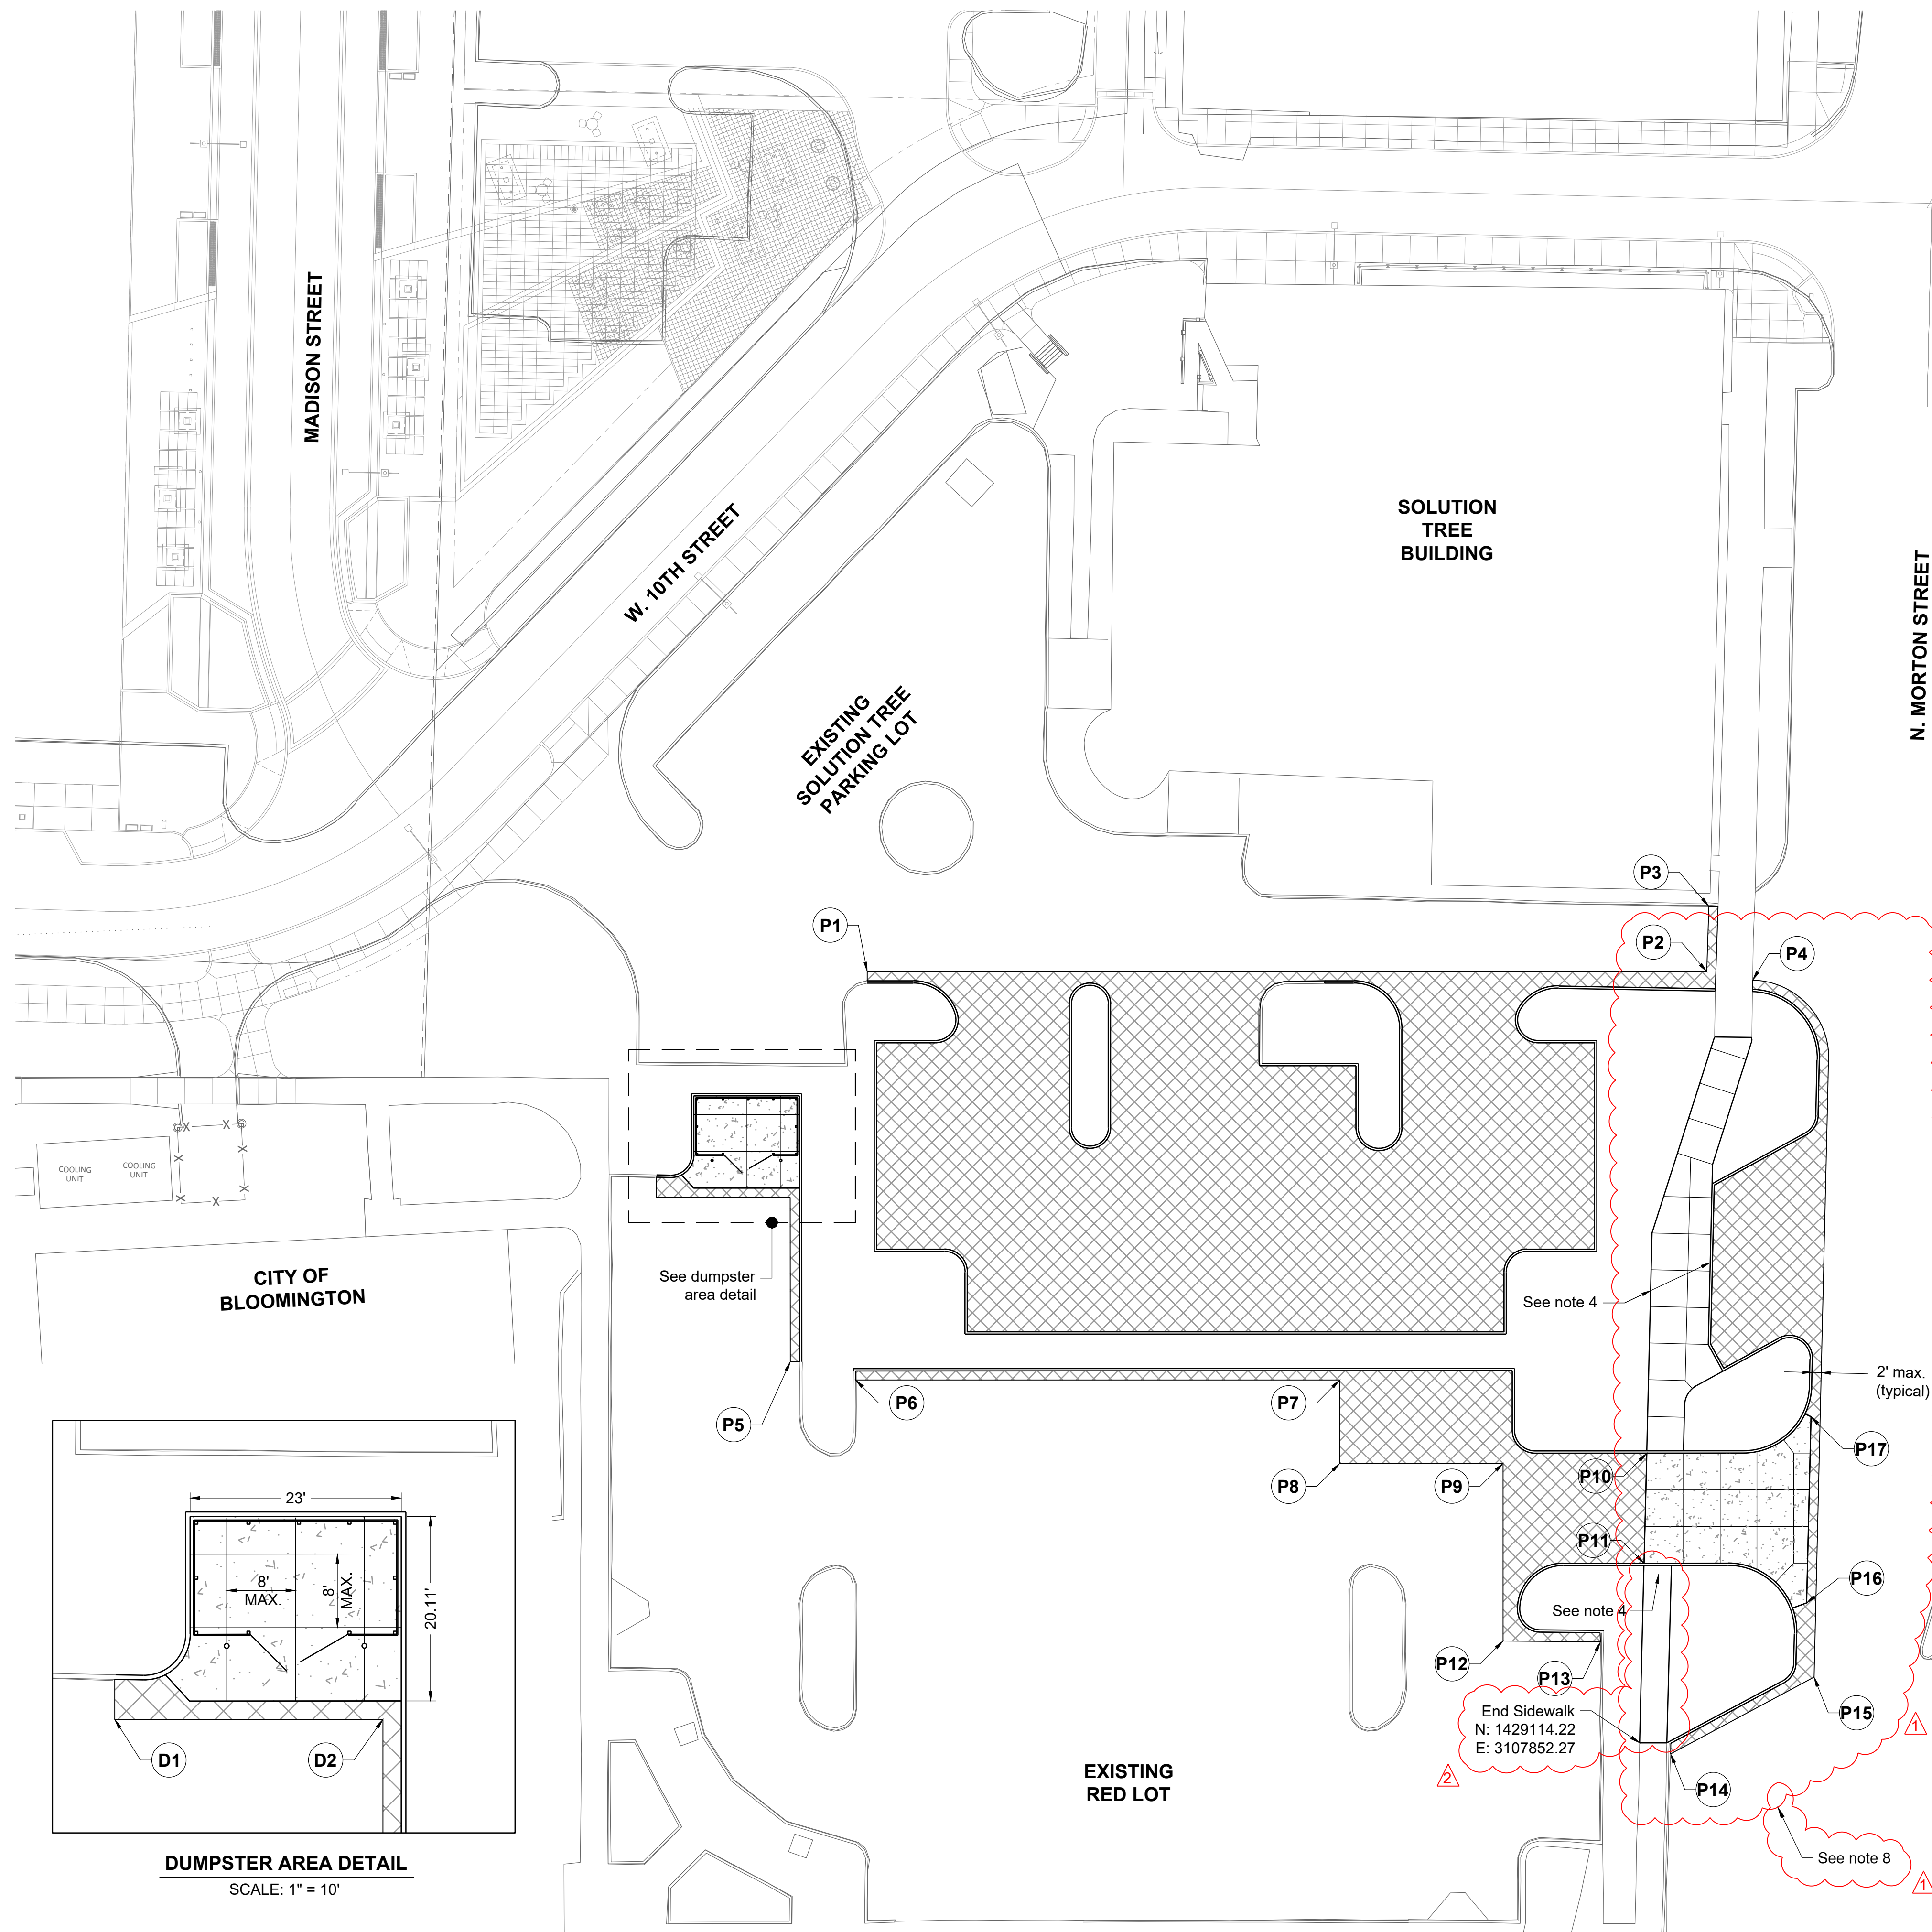 MADISON STREET
W. 10TH STREET
SOLUTION
TREE
BUILDING
N. MORTON STREET
EXISTING
SOLUTION TREE
PARKING LOT
P3
P1
P2
P4
COOLING
UNIT
COOLING
UNIT
X
X
X
X
X
X
X
See dumpster
area detail
CITY OF
BLOOMINGTON
See note 4
2' max.
(typical)
P5
P6
P7
P17
P10
P8
P9
P11
P16
See note 4
P12
P13
End Sidewalk
N: 1429114.22
E: 3107852.27
P15
1
2
P14
EXISTING
RED LOT
See note 8
1
23'
8'
MAX.
8'
MAX.
20.11'
D1
D2
DUMPSTER AREA DETAIL
SCALE: 1" = 10'